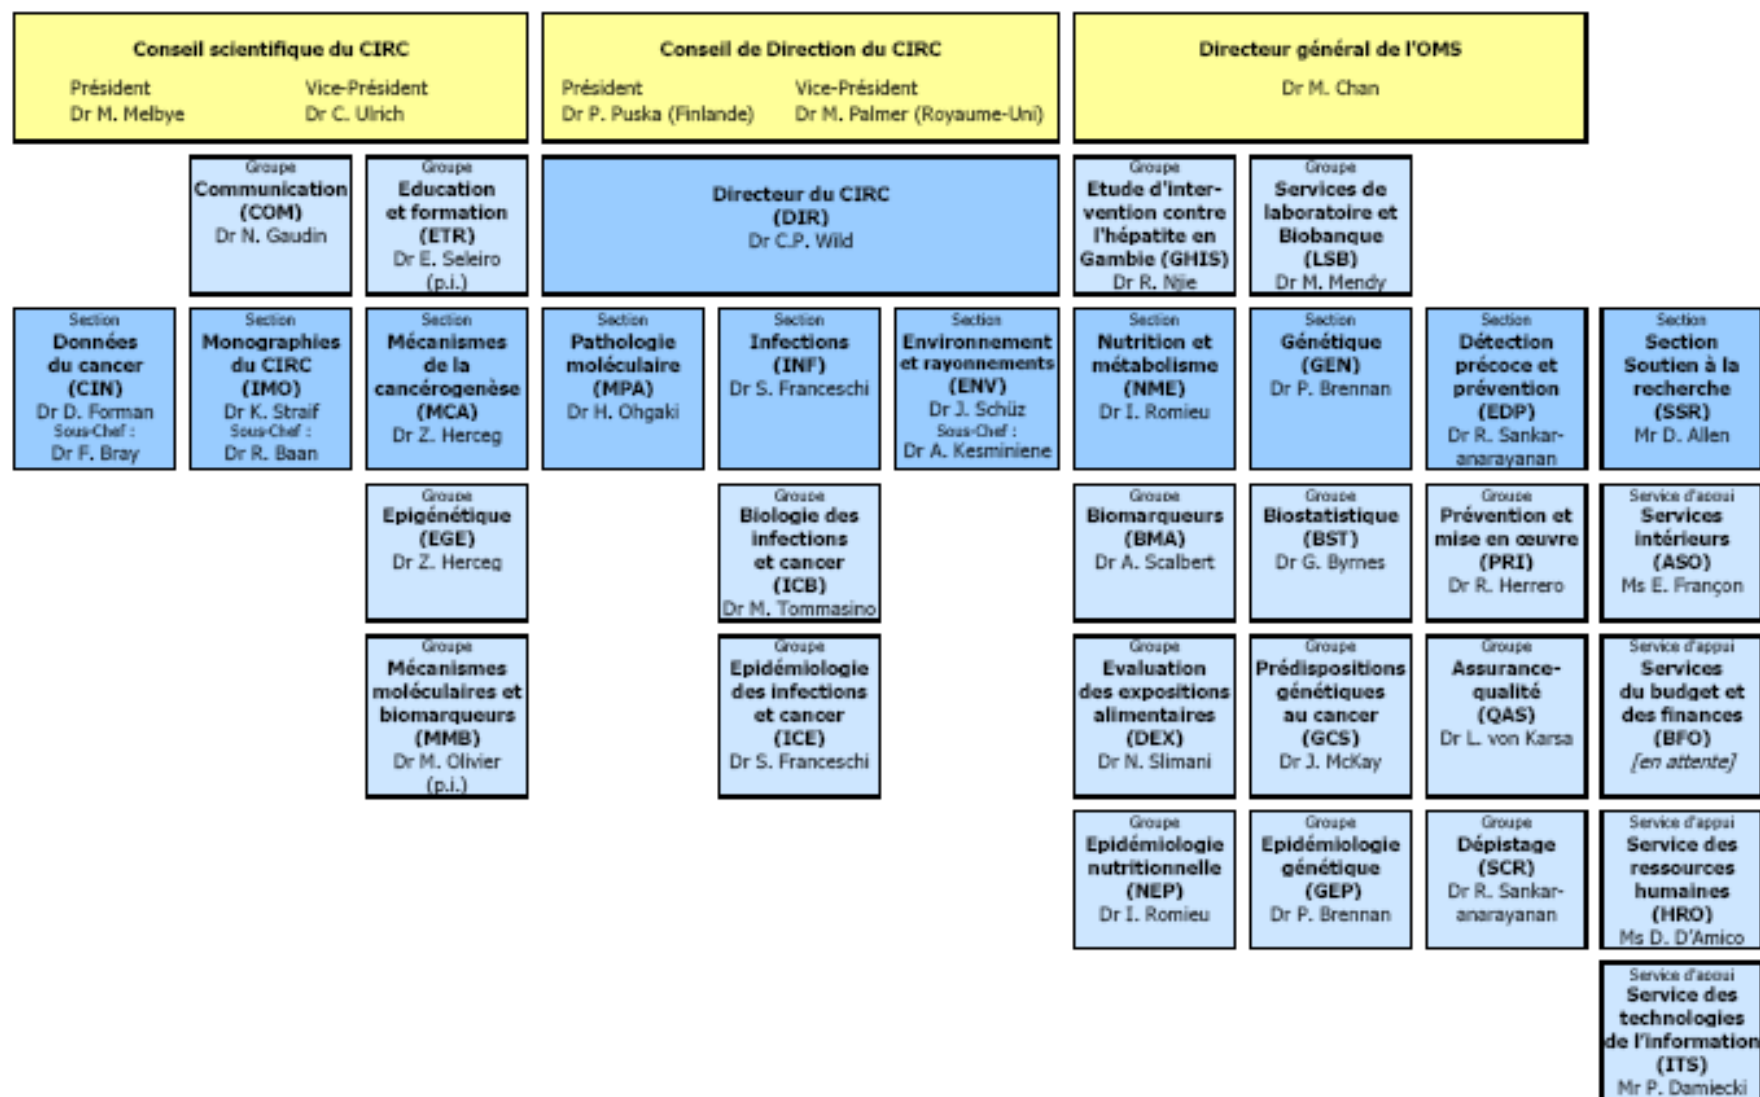 Conseil scientifique du CIRC
Président
Vice-Président
Dr M. Melbye
Dr C. Ulrich
Conseil de Direction du CIRC
Président
Vice-Président
Dr P. Puska (Finlande)
Dr M. Palmer (Royaume-Uni)
Directeur général de l'OMS
Dr M. Chan
Groupe
Communication
(COM)
Dr N. Gaudin
Groupe
Education
et formation
(ETR)
Dr E. Seleiro
(p.i.)
Directeur du CIRC
(DIR)
Dr C.P. Wild
Groupe
Etude d'inter-
vention contre
l'hépatite en
Gambie (GHIS)
Dr R. Njie
Groupe
Services de
laboratoire et
Biobanque
(LSB)
Dr M. Mendy
Section
Données
du cancer
(CIN)
Dr D. Forman
Sous-Chef :
Dr F. Bray
Section
Monographies
du CIRC
(IMO)
Dr K. Straif
Sous-Chef :
Dr R. Baan
Section
Mécanismes
de la
cancérogenèse
(MCA)
Dr Z. Herceg
Section
Pathologie
moléculaire
(MPA)
Dr H. Ohgaki
Section
Infections
(INF)
Dr S. Franceschi
Section
Environnement
et rayonnements
(ENV)
Dr J. Schüz
Sous-Chef :
Dr A. Kesminiene
Section
Nutrition et
métabolisme
(NME)
Dr I. Romieu
Section
Génétique
(GEN)
Dr P. Brennan
Section
Détection
précoce et
prévention
(EDP)
Dr R. Sankar-
anarayanan
Section
Section
Soutien à la
recherche
(SSR)
Mr D. Allen
Groupe
Epigénétique
(EGE)
Dr Z. Herceg
Groupe
Biologie des
infections
et cancer
(ICB)
Dr M. Tommasino
Groupe
Biomarqueurs
(BMA)
Dr A. Scalbert
Groupe
Biostatistique
(BST)
Dr G. Byrnes
Groupe
Prévention et
mise en œuvre
(PRI)
Dr R. Herrero
Service d'appui
Services
intérieurs
(ASO)
Ms E. Françon
Groupe
Mécanismes
moléculaires et
biomarqueurs
(MMB)
Dr M. Olivier
(p.i.)
Groupe
Epidémiologie
des infections
et cancer
(ICE)
Dr S. Franceschi
Groupe
Evaluation
des expositions
alimentaires
(DEX)
Dr N. Slimani
Groupe
Prédispositions
génétiques
au cancer
(GCS)
Dr J. McKay
Groupe
Assurance-
qualité
(QAS)
Dr L. von Karsa
Service d'appui
Services
du budget et
des finances
(BFO)
[en attente]
Groupe
Epidémiologie
nutritionnelle
(NEP)
Dr I. Romieu
Groupe
Epidémiologie
génétique
(GEP)
Dr P. Brennan
Groupe
Dépistage
(SCR)
Dr R. Sankar-
anarayanan
Service d'appui
Service des
ressources
humaines
(HRO)
Ms D. D'Amico
Service d'appui
Service des
technologies
de l'information
(ITS)
Mr P. Damiecki